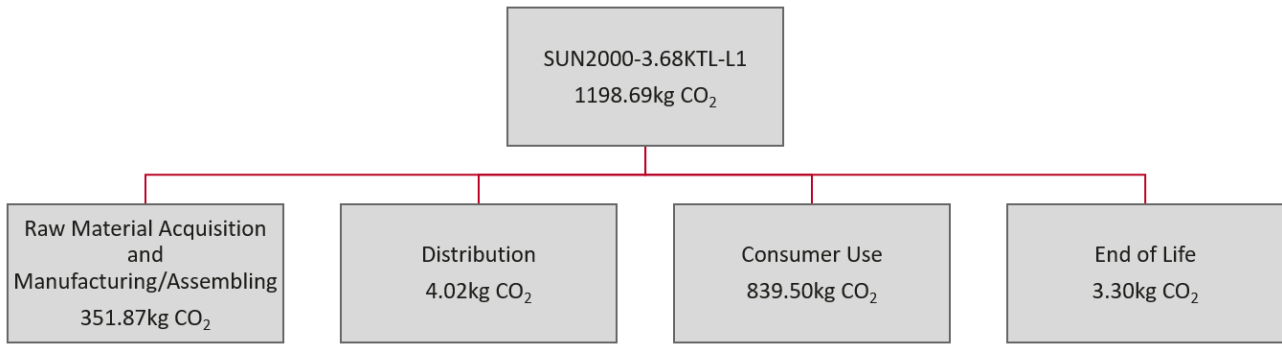 SUN2000-3.68KTL-L1
1198.69kg CO₂
Raw Material Acquisition
and
Manufacturing/Assembling
351.87kg CO₂
Distribution
4.02kg CO₂
Consumer Use
839.50kg CO₂
End of Life
3.30kg CO₂